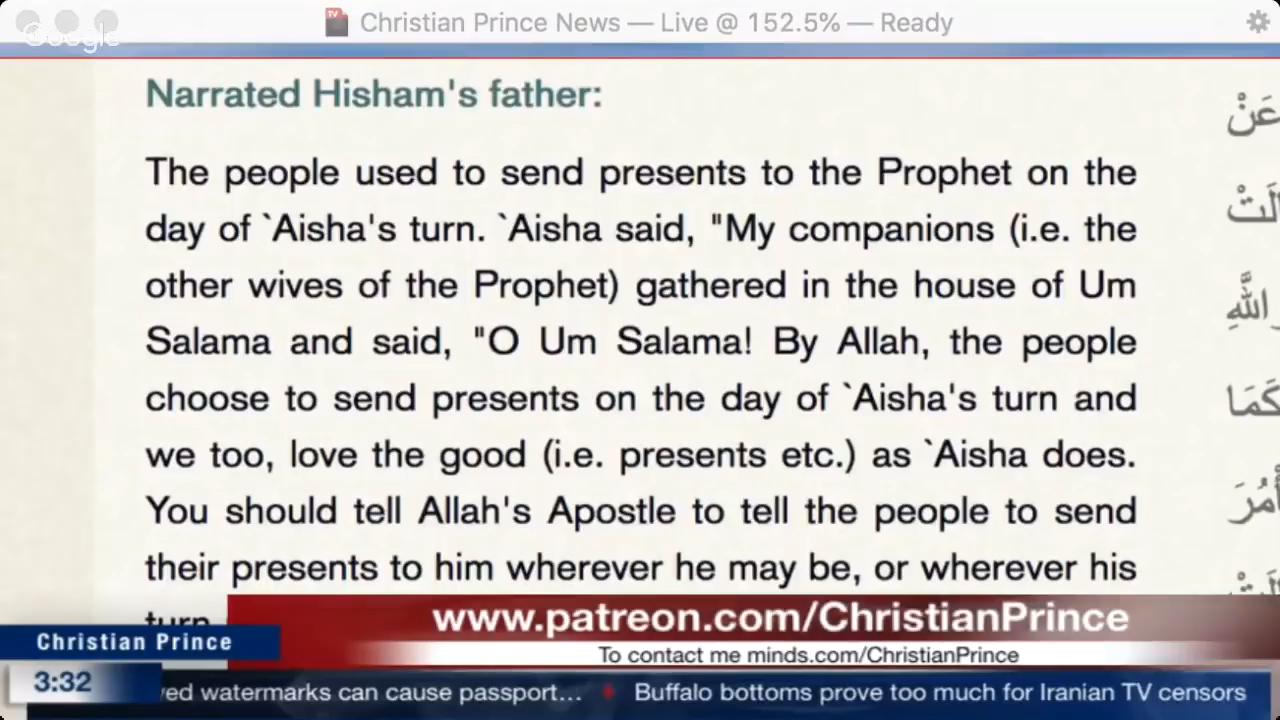 Christian Prince News — Live @ 152.5% — Ready
Google
Narrated Hisham's father:
The people used to send presents to the Prophet on the
day of `Aisha's turn. `Aisha said, "My companions (i.e. the
other wives of the Prophet) gathered in the house of Um
Salama and said, "O Um Salama! By Allah, the people
choose to send presents on the day of `Aisha's turn and
we too, love the good (i.e. presents etc.) as `Aisha does.
You should tell Allah's Apostle to tell the people to send
their presents to him wherever he may be, or wherever his
turn
عَنْ
اللَّهِ
كَمَا
www.patreon.com/ChristianPrince
To contact me minds.com/ChristianPrince
Christian Prince
3:32
watermarks can cause passport... ♦ Buffalo bottoms prove too much for Iranian TV censors